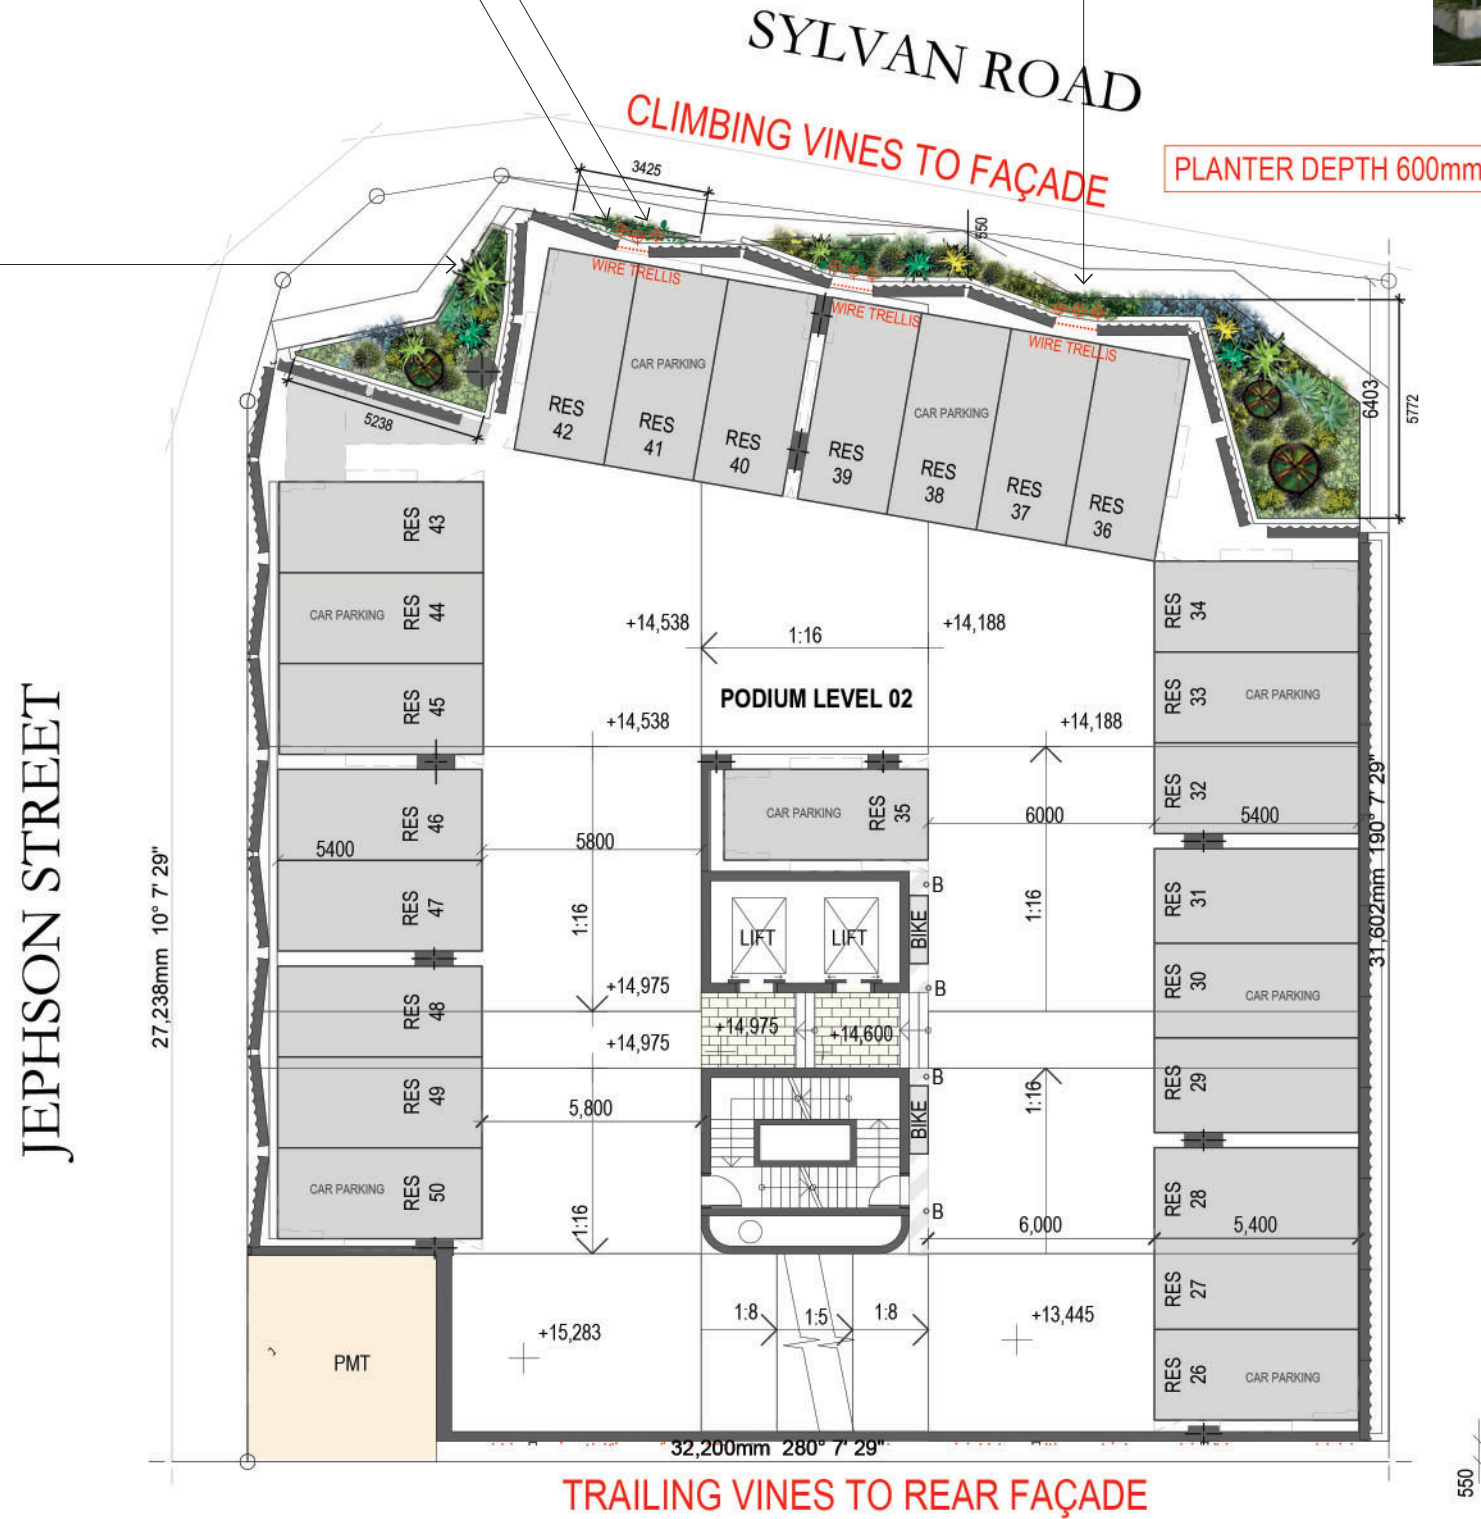 SYLVAN ROAD
CLIMBING VINES TO FAÇADE
PLANTER DEPTH 600mm
3425
550
WIRE TRELLIS
WIRE TRELLIS
WIRE TRELLIS
5238
6403
5772
RES
42
CAR PARKING
RES
41
RES
40
RES
39
CAR PARKING
RES
38
RES
37
RES
36
RES
43
CAR PARKING
RES
44
RES
45
RES
34
RES
33
CAR PARKING
RES
32
+14,538
1:16
+14,188
PODIUM LEVEL 02
+14,538
+14,188
JEPHSON STREET
27,238mm 10° 7' 29"
31,602mm 190° 7' 29"
RES
46
5400
5800
CAR PARKING
RES
35
6000
5400
RES
47
1:16
LIFT
LIFT
B
BIKE
B
1:16
RES
31
RES
30
CAR PARKING
RES
48
+14,975
+14,975
+14,975
+14,600
RES
49
5,800
B
BIKE
B
1:16
RES
29
CAR PARKING
RES
50
1:16
6,000
RES
28
5,400
RES
27
RES
26
CAR PARKING
PMT
+15,283
1:8
1:5
1:8
+13,445
32,200mm 280° 7' 29"
TRAILING VINES TO REAR FAÇADE
550